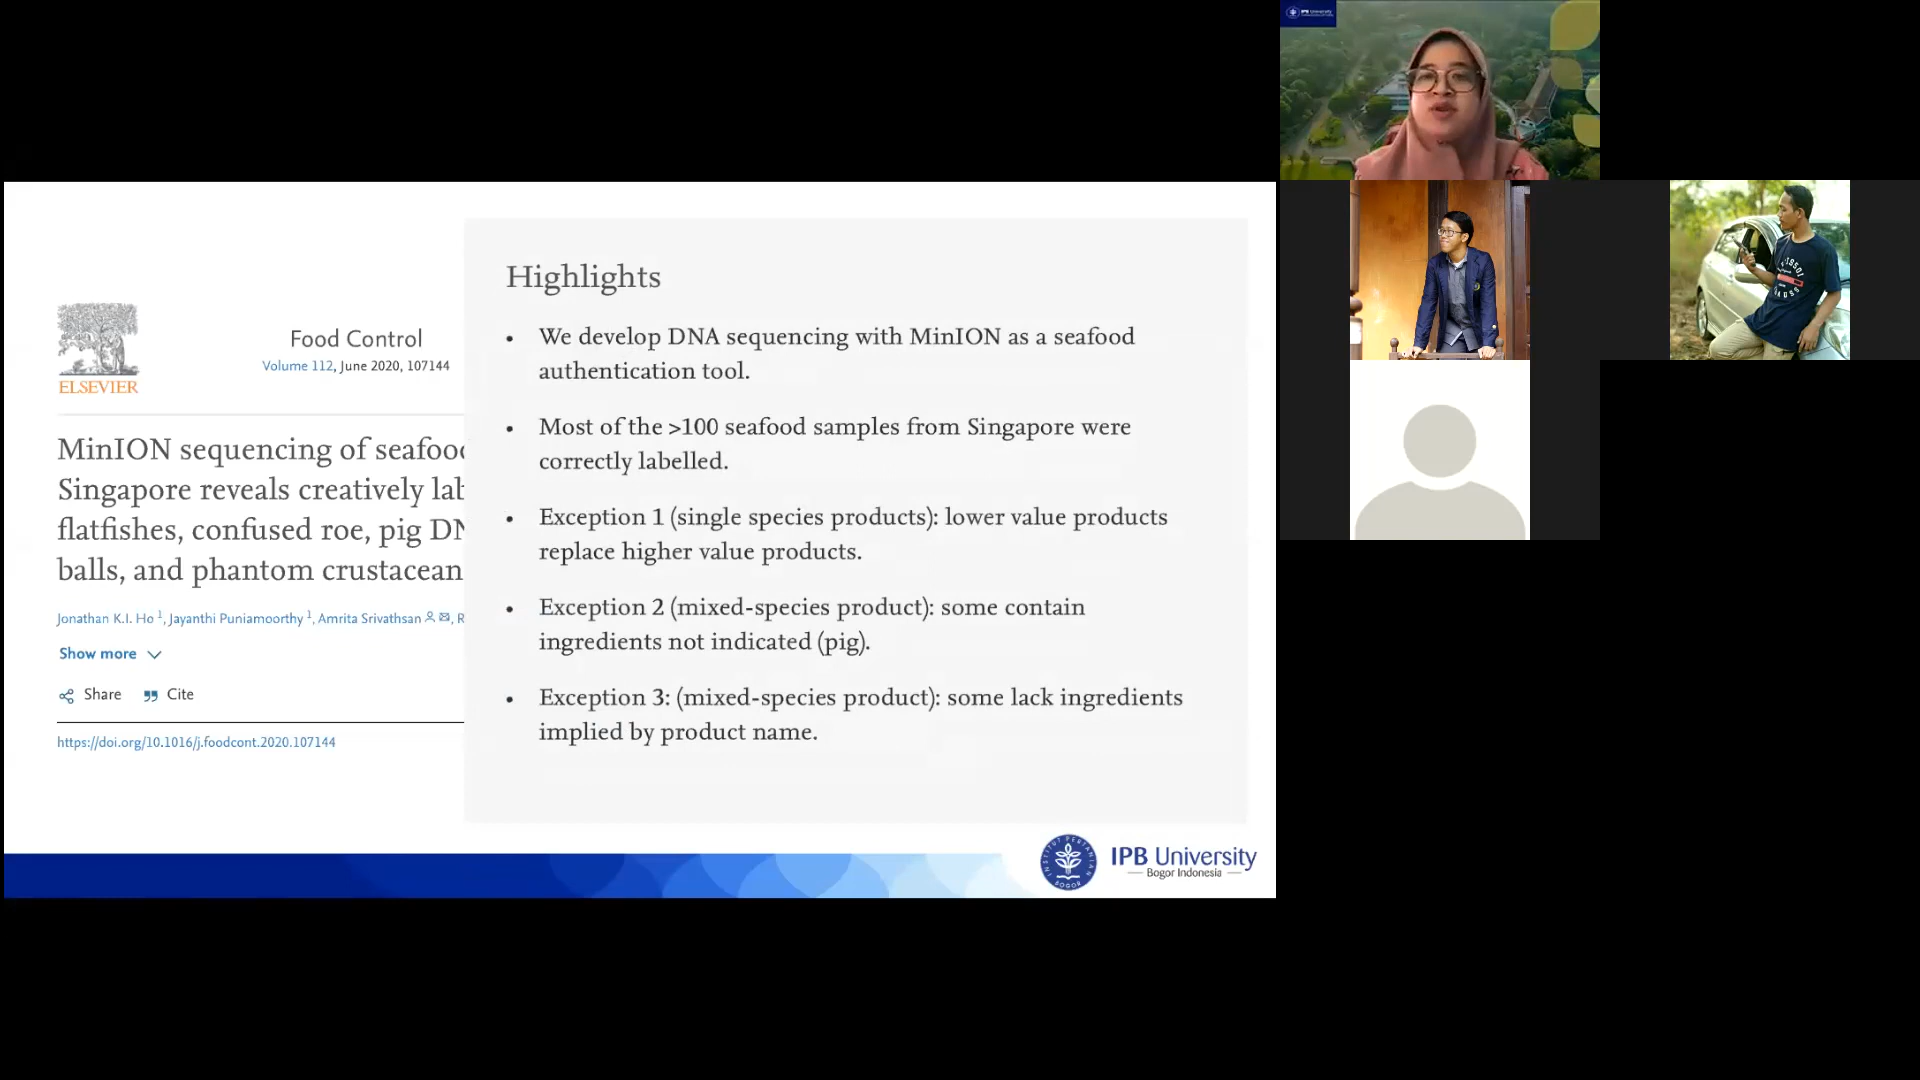 IPB University
ELSEVIER
Food Control
Volume 112, June 2020, 107144
MinION sequencing of seafood
Singapore reveals creatively lab
flatfishes, confused roe, pig DN
balls, and phantom crustacean
Jonathan K.I. Ho 1, Jayanthi Puniamoorthy 1, Amrita Srivathsan, R
Show more
Share Cite
https://doi.org/10.1016/j.foodcont.2020.107144
Highlights
• We develop DNA sequencing with MinION as a seafood
authentication tool.
• Most of the >100 seafood samples from Singapore were
correctly labelled.
• Exception 1 (single species products): lower value products
replace higher value products.
• Exception 2 (mixed-species product): some contain
ingredients not indicated (pig).
• Exception 3: (mixed-species product): some lack ingredients
implied by product name.
INSTITUT PERTANIAN
BOGOR
IPB University
Bogor Indonesia